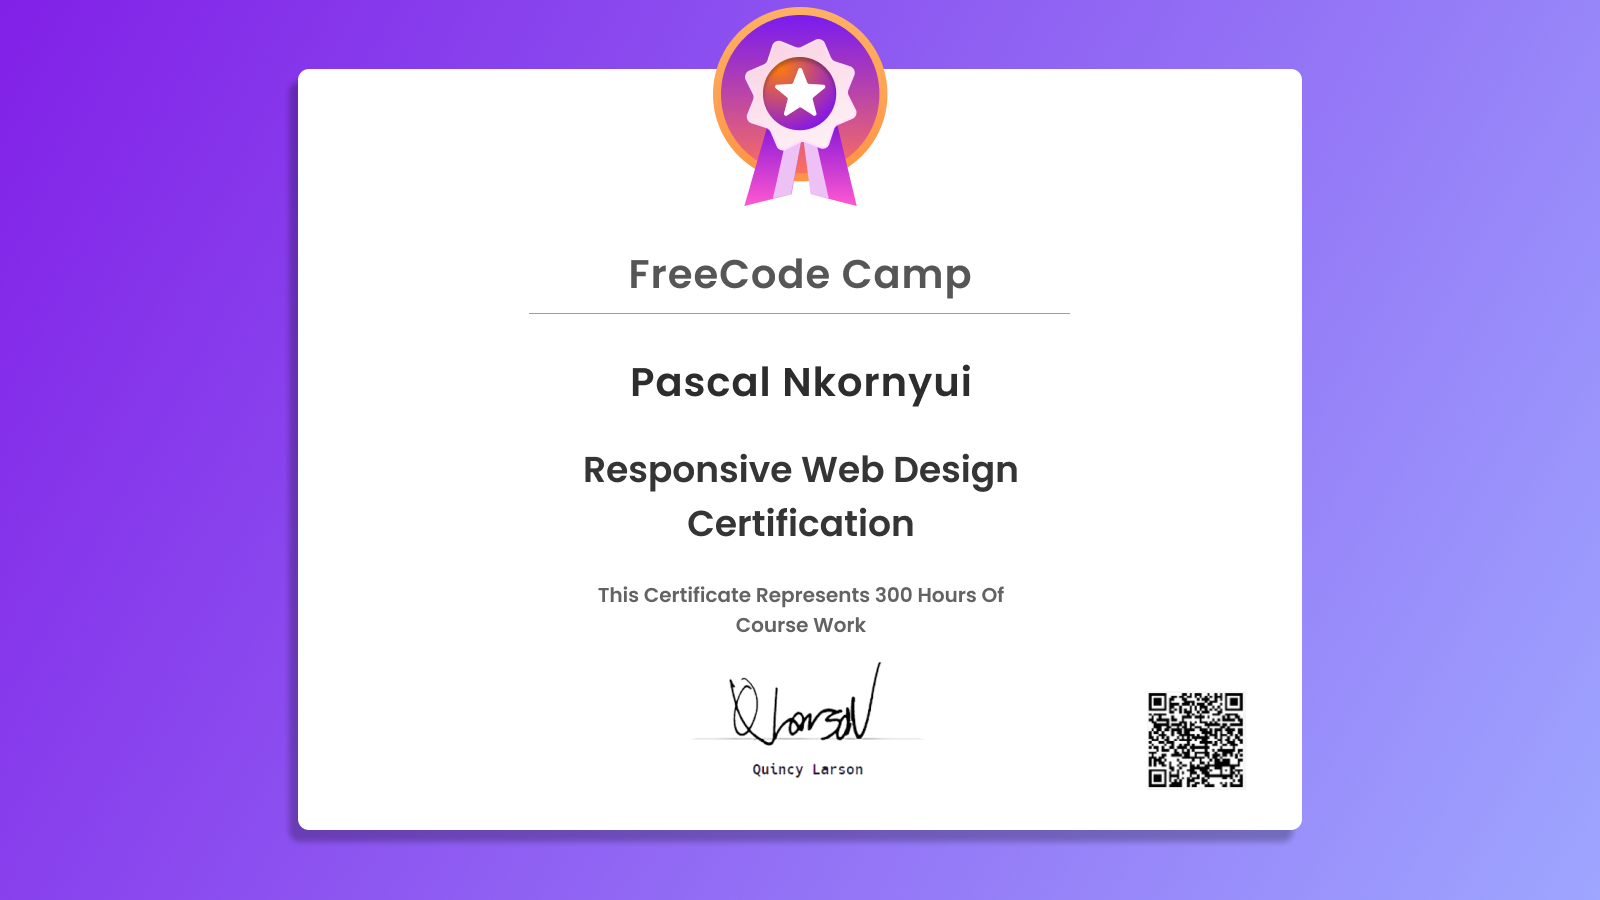 FreeCode Camp
Pascal Nkornyui
Responsive Web Design
Certification
This Certificate Represents 300 Hours Of
Course Work
QLarson
Quincy Larson